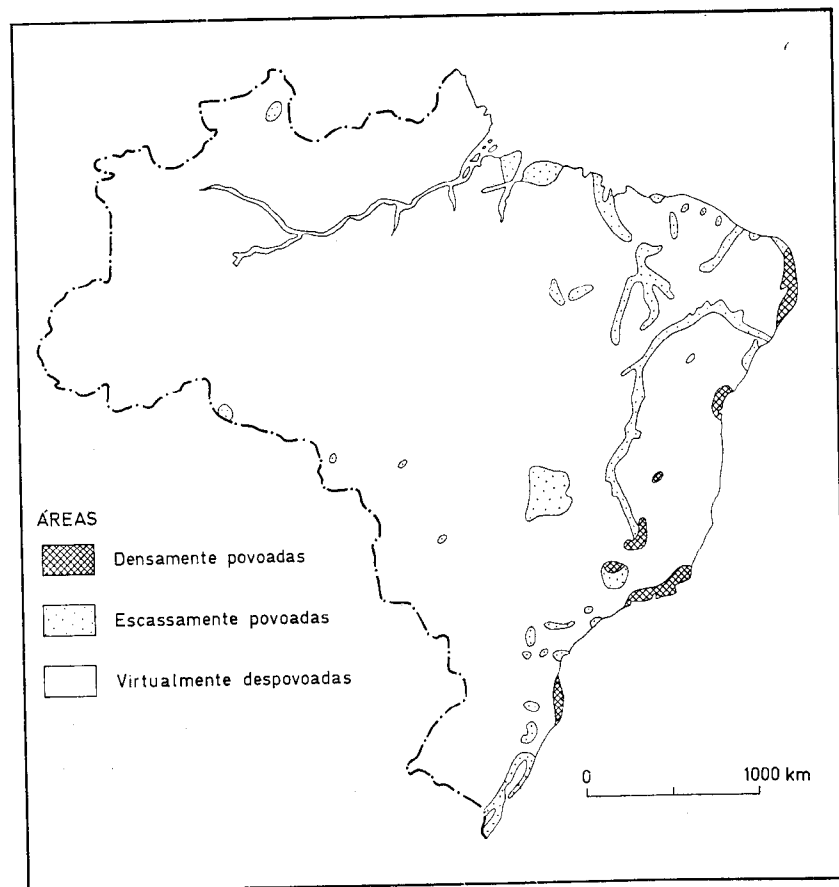 ÁREAS
Densamente povoadas
Escassamente povoadas
Virtualmente despovoadas
0 1000 km